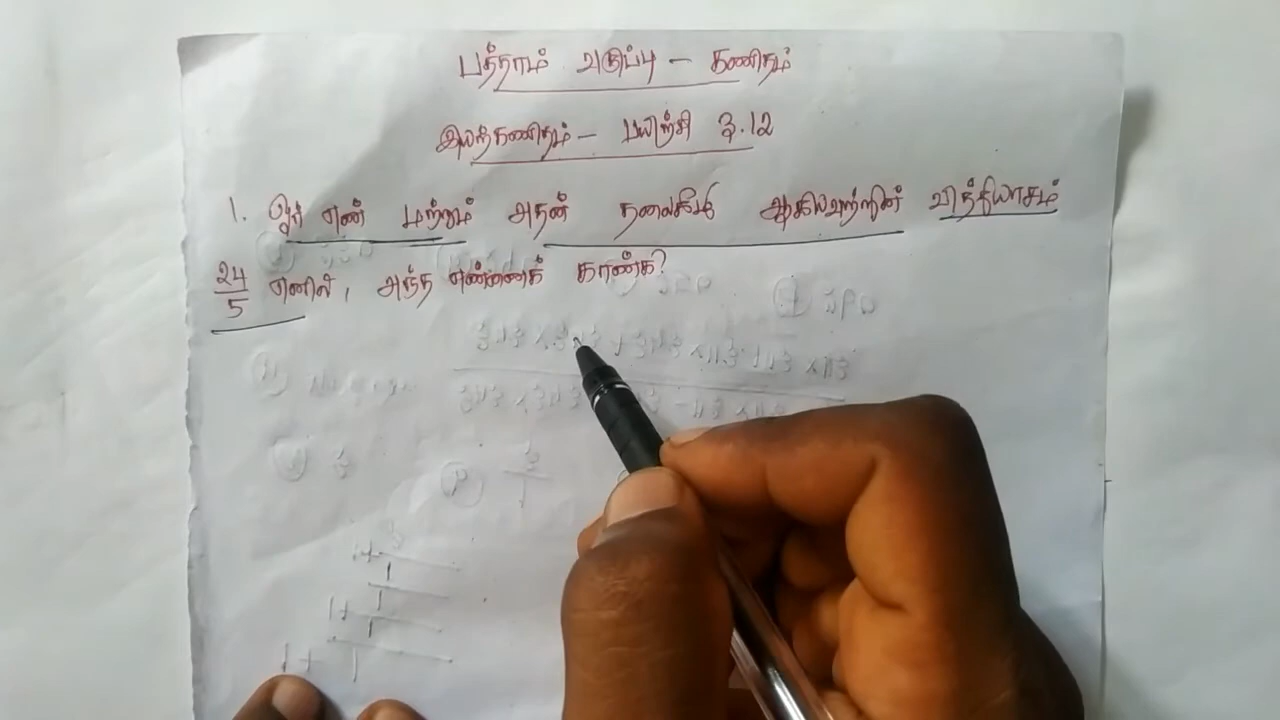 பத்தாம் வகுப்பு - கணிதம்
இயற்கணிதம் - பயிற்சி 3.12
1. ஓர் எண் மற்றும் அதன் தலைகீழி ஆகியவற்றின் வித்தியாசம்
24/5 எனில், அந்த எண்ணைக் காண்க?